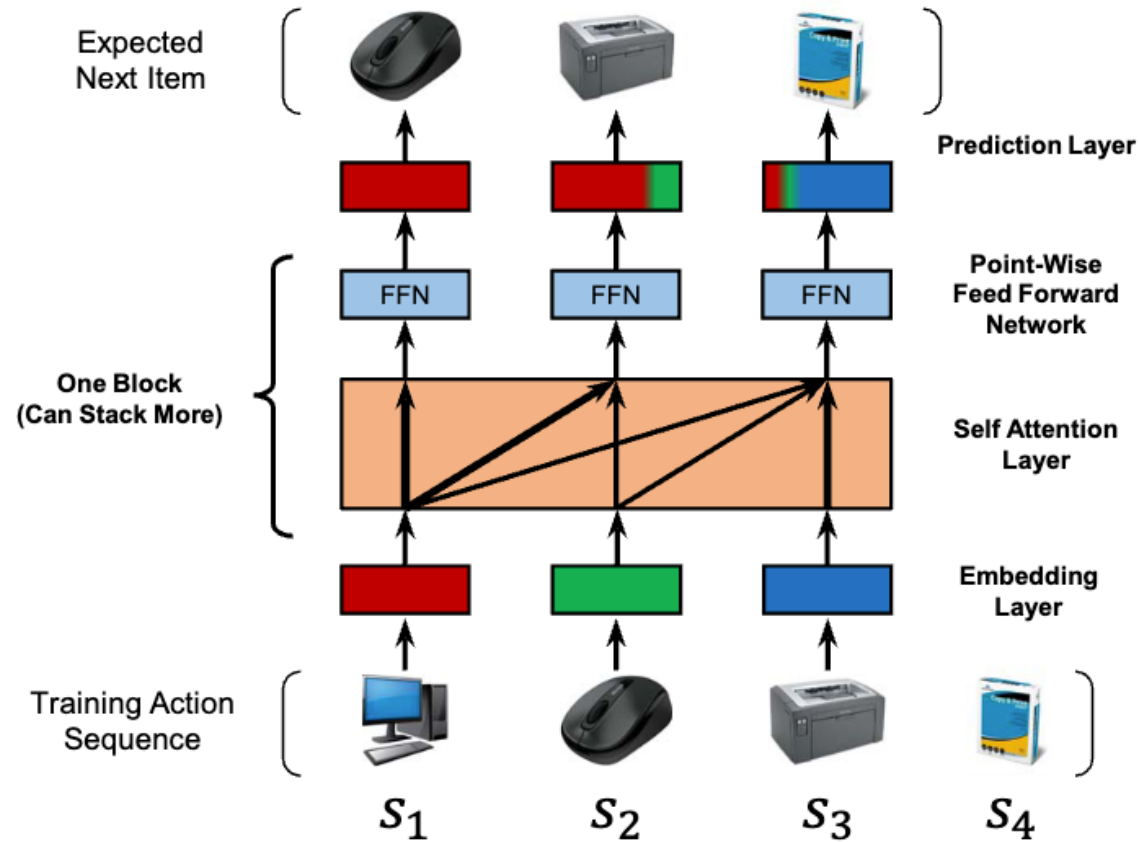 Expected
Next Item
Prediction Layer
FFN
FFN
FFN
Point-Wise
Feed Forward
Network
One Block
(Can Stack More)
Self Attention
Layer
Embedding
Layer
Training Action
Sequence
S1
S2
S3
S4